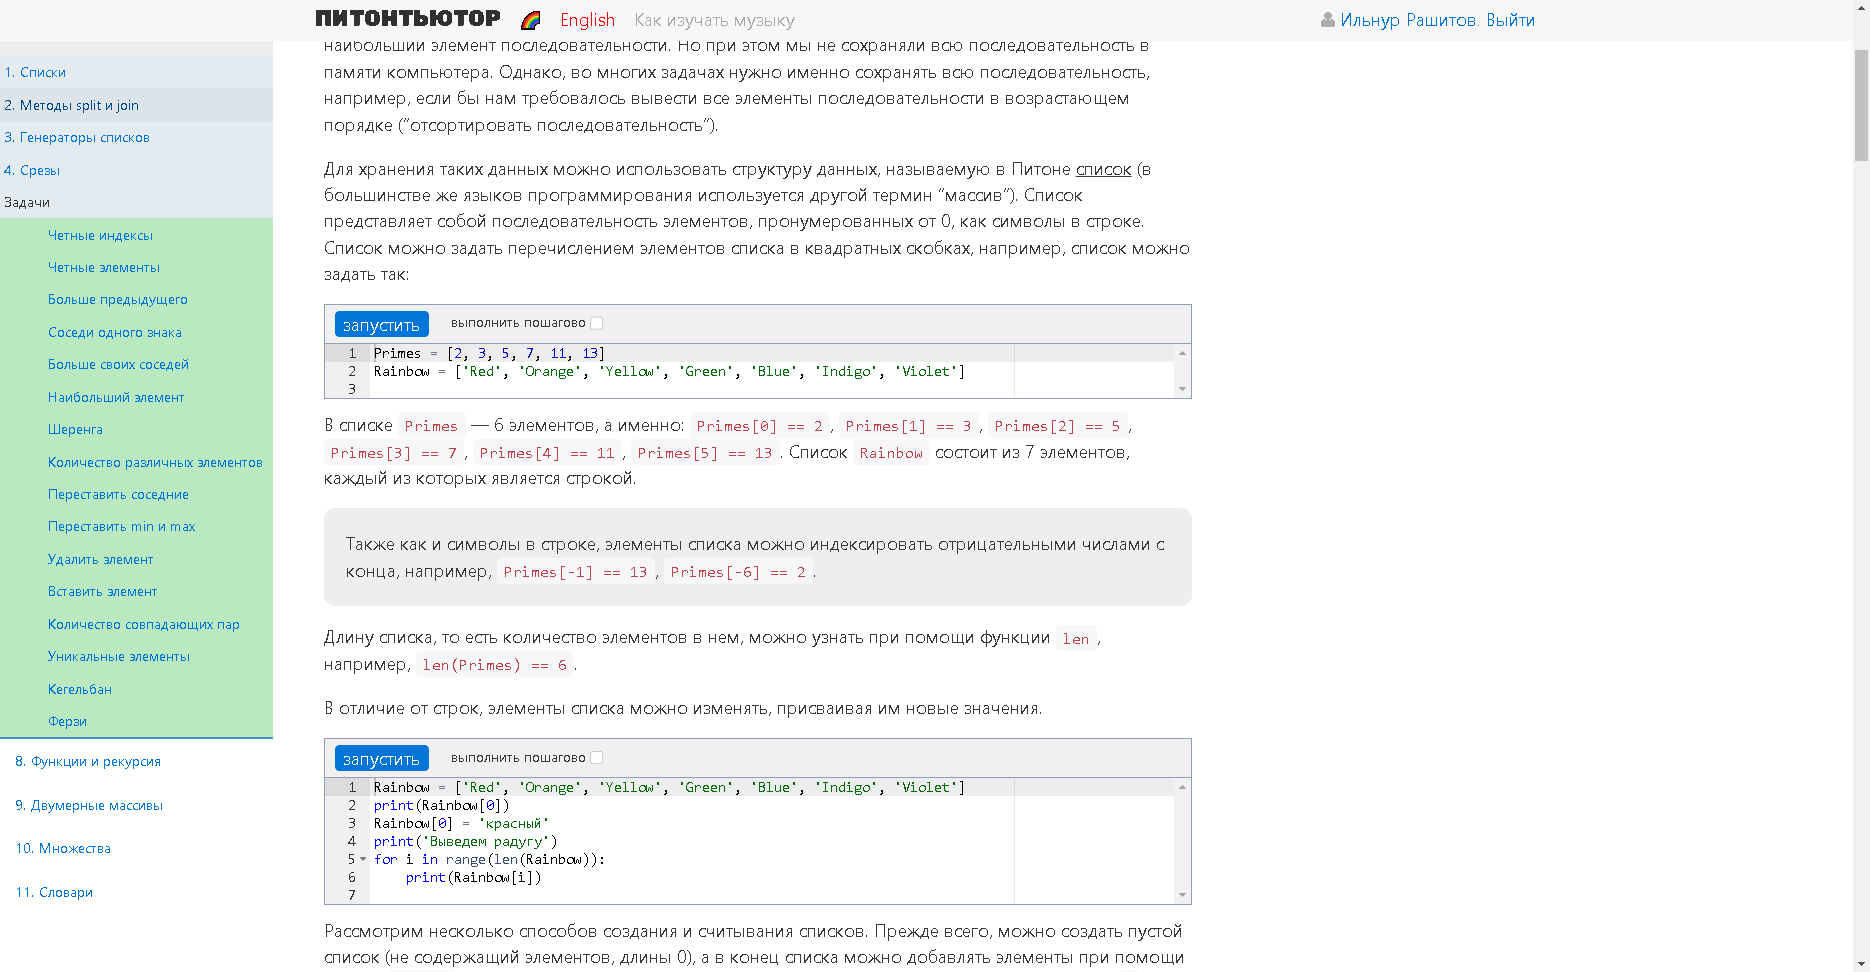 ПИТОНТЬЮТОР
English
Как изучать музыку
Ильнур Рашитов. Выйти
1. Списки
2. Методы split и join
3. Генераторы списков
4. Срезы
Задачи
Четные индексы
Четные элементы
Больше предыдущего
Соседи одного знака
Больше своих соседей
Наибольший элемент
Шеренга
Количество различных элементов
Переставить соседние
Переставить min и max
Удалить элемент
Вставить элемент
Количество совпадающих пар
Уникальные элементы
Кегельбан
Ферзи
8. Функции и рекурсия
9. Двумерные массивы
10. Множества
11. Словари
наибольший элемент последовательности. Но при этом мы не сохраняли всю последовательность в
памяти компьютера. Однако, во многих задачах нужно именно сохранять всю последовательность,
например, если бы нам требовалось вывести все элементы последовательности в возрастающем
порядке ("отсортировать последовательность").
Для хранения таких данных можно использовать структуру данных, называемую в Питоне список (в
большинстве же языков программирования используется другой термин "массив"). Список
представляет собой последовательность элементов, пронумерованных от 0, как символы в строке.
Список можно задать перечислением элементов списка в квадратных скобках, например, список можно
задать так:
запустить выполнить пошагово
1 Primes = [2, 3, 5, 7, 11, 13]
2 Rainbow = ['Red', 'Orange', 'Yellow', 'Green', 'Blue', 'Indigo', 'Violet']
3
В списке Primes — 6 элементов, а именно: Primes[0] == 2 , Primes[1] == 3 , Primes[2] == 5 ,
Primes[3] == 7 , Primes[4] == 11 , Primes[5] == 13 . Список Rainbow состоит из 7 элементов,
каждый из которых является строкой.
Также как и символы в строке, элементы списка можно индексировать отрицательными числами с
конца, например, Primes[-1] == 13 , Primes[-6] == 2 .
Длину списка, то есть количество элементов в нем, можно узнать при помощи функции len ,
например, len(Primes) == 6 .
В отличие от строк, элементы списка можно изменять, присваивая им новые значения.
запустить выполнить пошагово
1 Rainbow = ['Red', 'Orange', 'Yellow', 'Green', 'Blue', 'Indigo', 'Violet']
2 print(Rainbow[0])
3 Rainbow[0] = 'красный'
4 print('Выведем радугу')
5 for i in range(len(Rainbow)):
6 print(Rainbow[i])
7
Рассмотрим несколько способов создания и считывания списков. Прежде всего, можно создать пустой
список (не содержащий элементов, длины 0), а в конец списка можно добавлять элементы при помощи